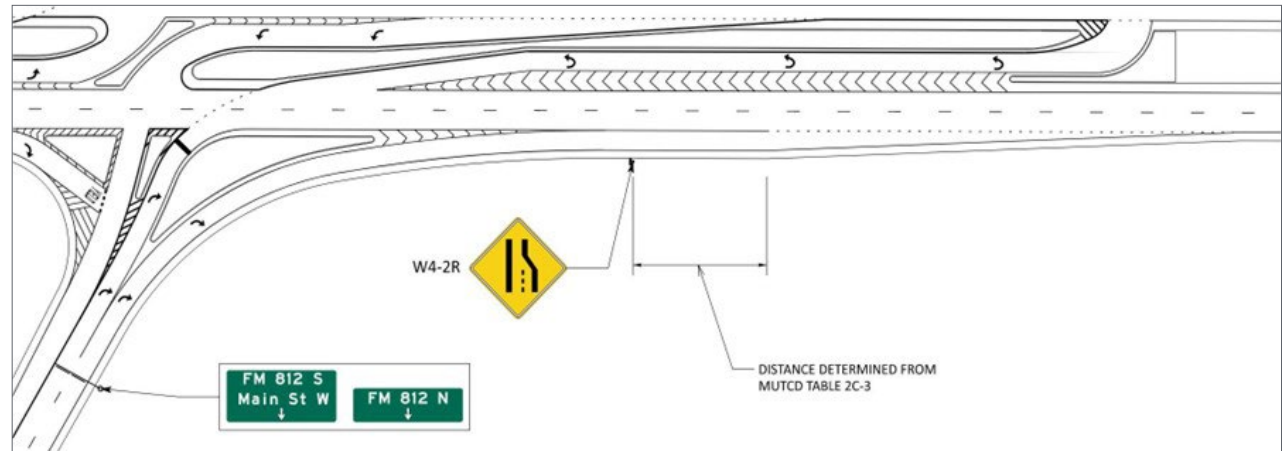 W4-2R
FM 812 S
Main St W
FM 812 N
DISTANCE DETERMINED FROM
MUTCD TABLE 2C-3